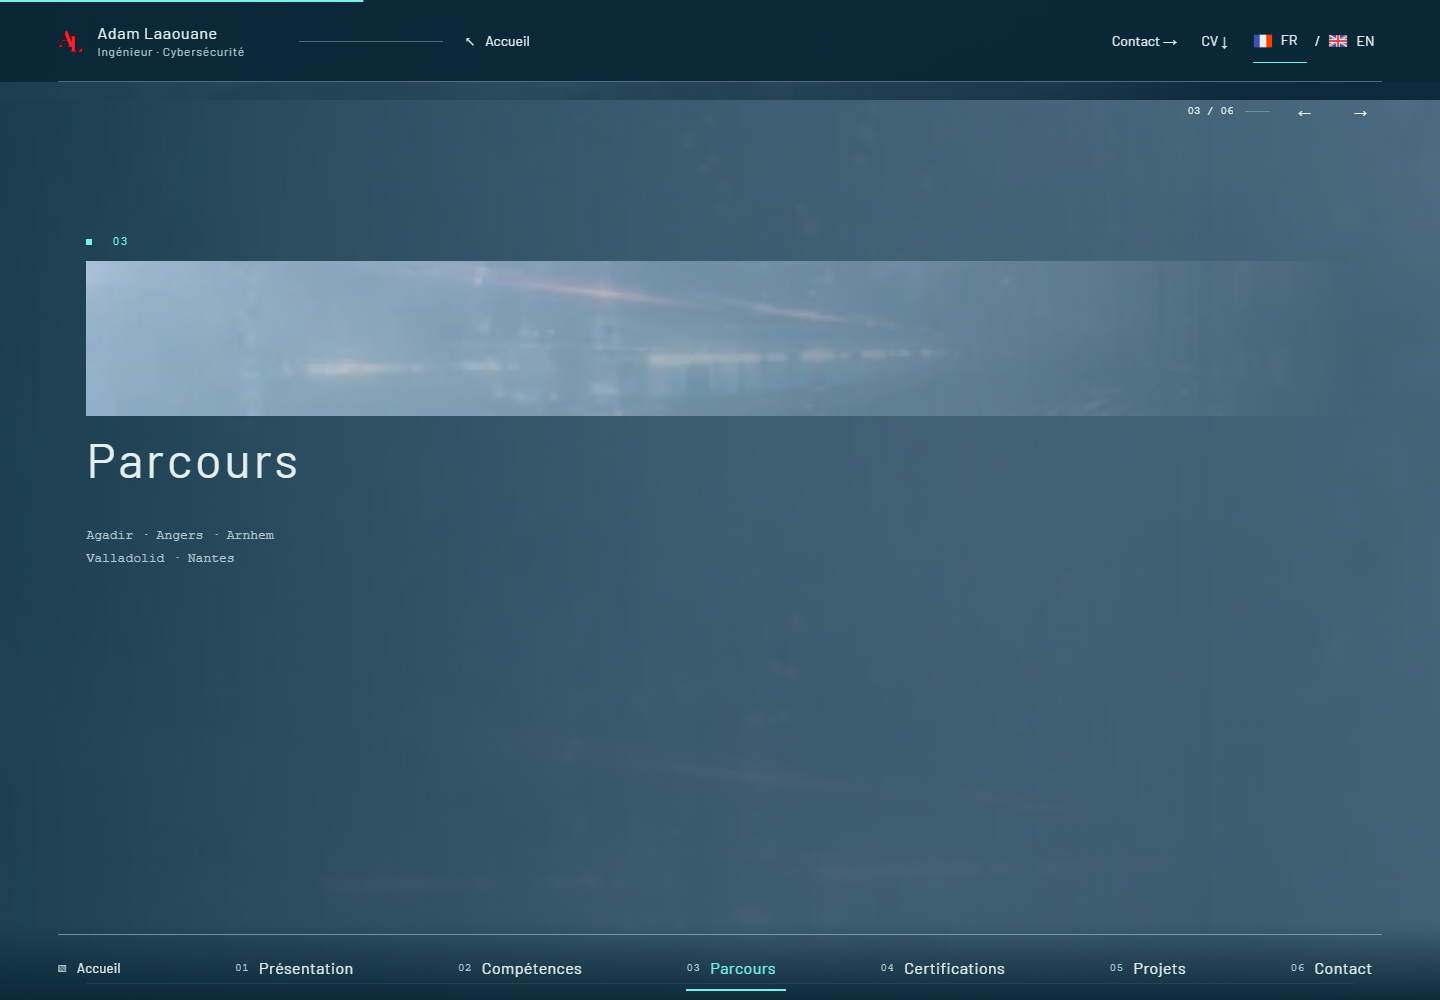 AL
Adam Laaouane
Ingénieur · Cybersécurité
↖ Accueil
Contact → CV ↓ FR / EN
03 / 06 ← →
03
Parcours
Agadir · Angers · Arnhem
Valladolid · Nantes
Accueil 01 Présentation 02 Compétences 03 Parcours 04 Certifications 05 Projets 06 Contact